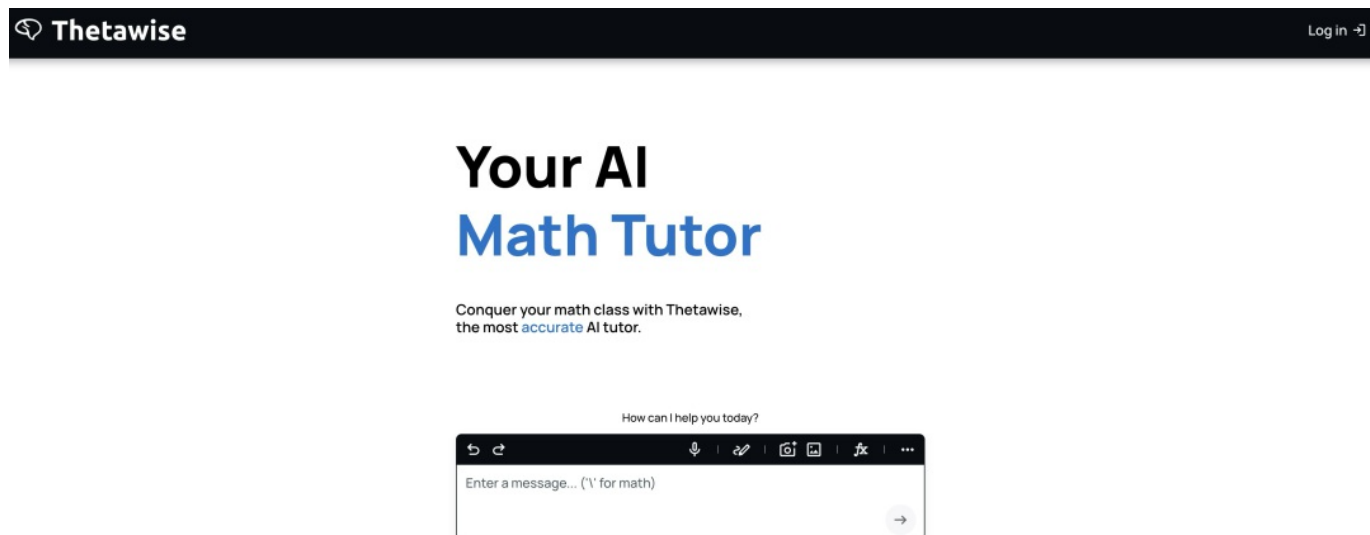 Thetawise
Log in
Your AI
Math Tutor
Conquer your math class with Thetawise,
the most accurate AI tutor.
How can I help you today?
fx
Enter a message... ('\' for math)